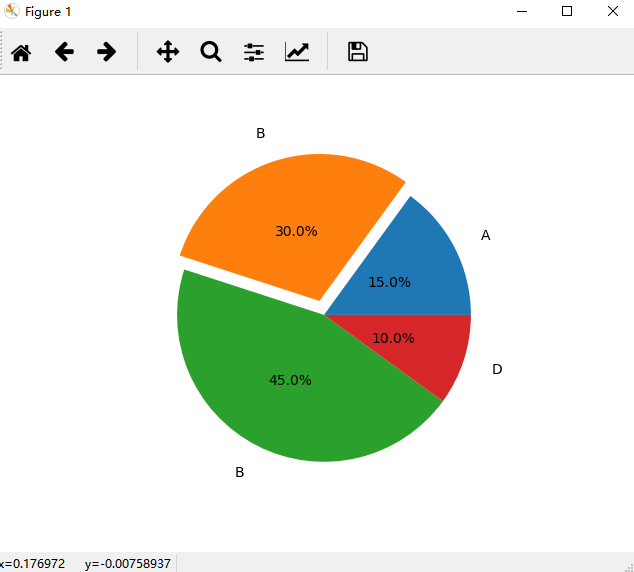 Figure 1
B
A
30.0%
15.0%
10.0%
D
45.0%
B
x=0.176972 y=-0.00758937